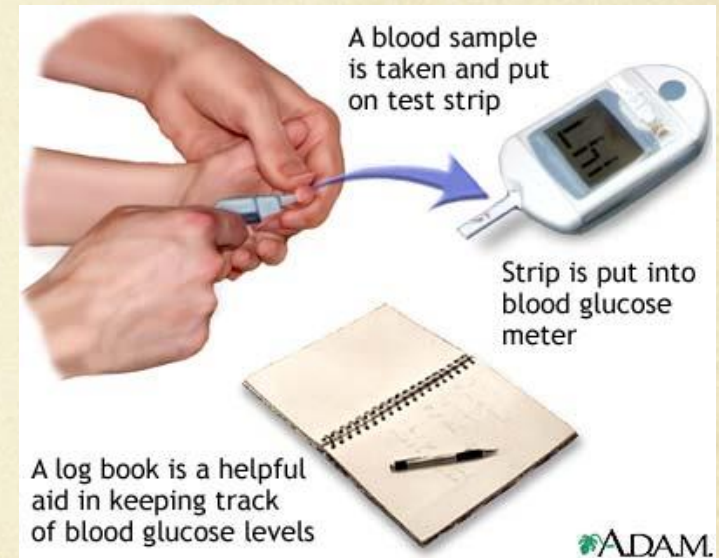 A blood sample
is taken and put
on test strip
147
Strip is put into
blood glucose
meter
A log book is a helpful
aid in keeping track
of blood glucose levels
ADAM.